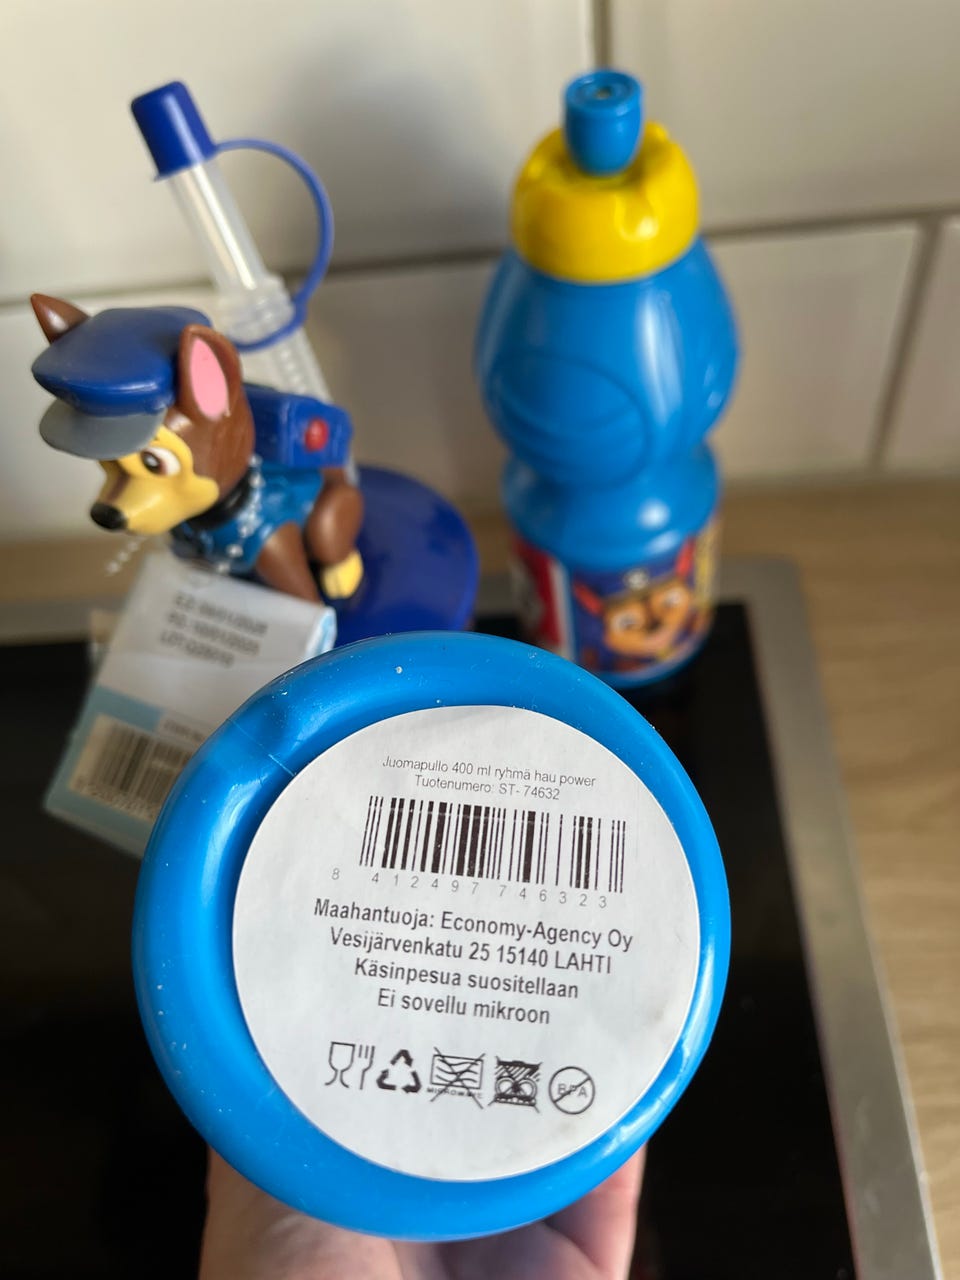 Juomapullo 400 ml ryhmä hau power
Tuotenumero: ST- 74632
8 412497 746323
Maahantuoja: Economy-Agency Oy
Vesijärvenkatu 25 15140 LAHTI
Käsinpesua suositellaan
Ei sovellu mikroon
MICROWAVE
BPA